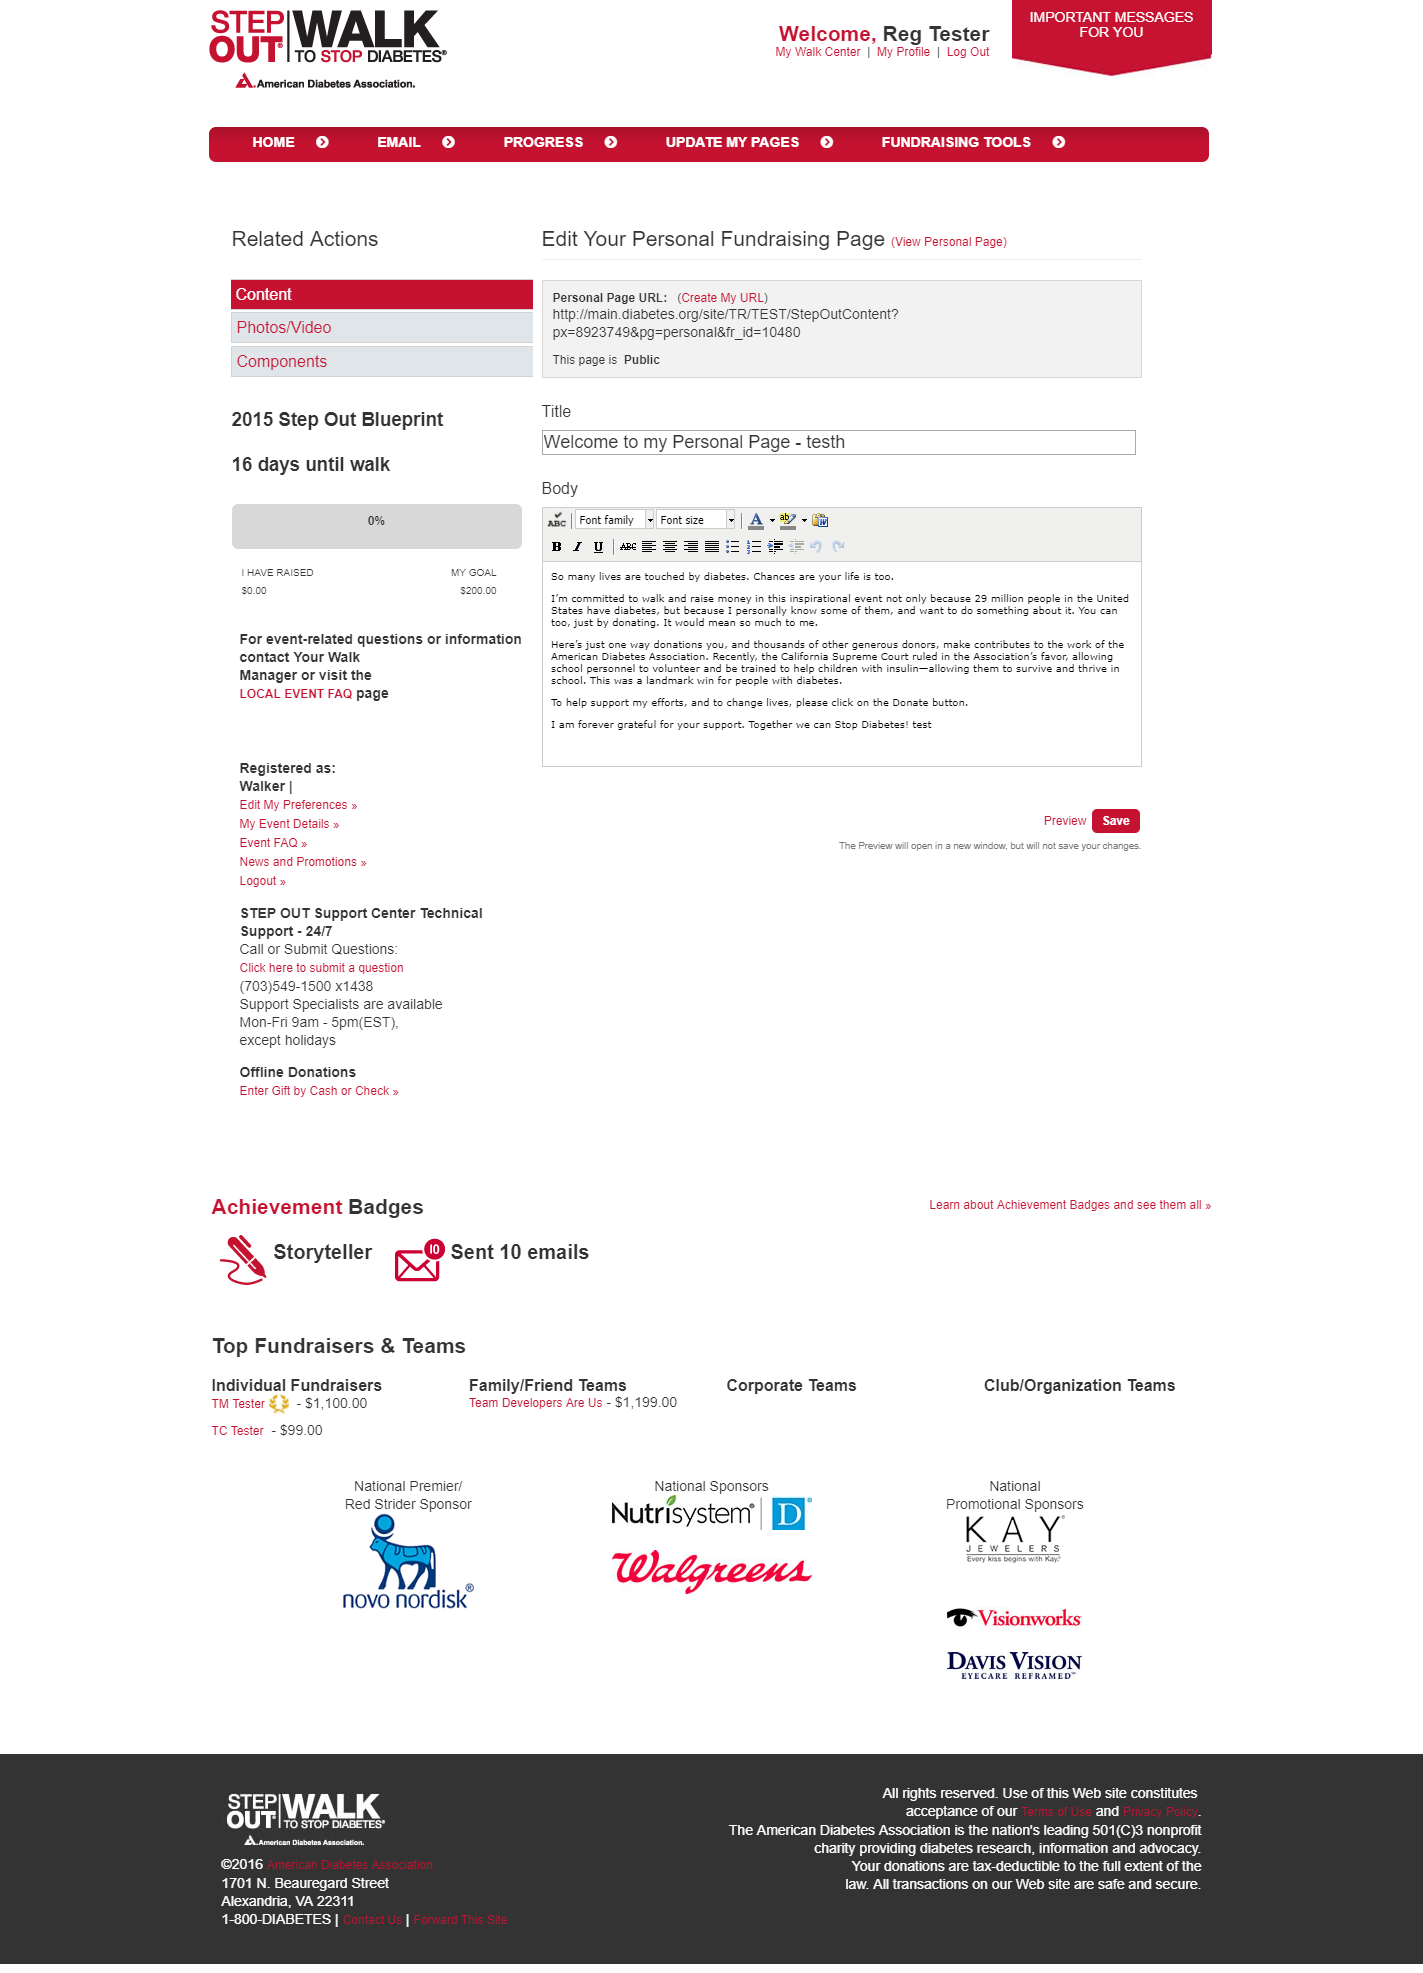 STEP WALK
OUT TO STOP DIABETES®
American Diabetes Association.
Welcome, Reg Tester
My Walk Center | My Profile | Log Out
IMPORTANT MESSAGES
FOR YOU
HOME EMAIL PROGRESS UPDATE MY PAGES FUNDRAISING TOOLS
Related Actions
Content
Photos/Video
Components
2015 Step Out Blueprint
16 days until walk
0%
I HAVE RAISED MY GOAL
$0.00 $200.00
For event-related questions or information
contact Your Walk
Manager or visit the
LOCAL EVENT FAQ page
Registered as:
Walker |
Edit My Preferences »
My Event Details »
Event FAQ »
News and Promotions »
Logout »
STEP OUT Support Center Technical
Support - 24/7
Call or Submit Questions:
Click here to submit a question
(703)549-1500 x1438
Support Specialists are available
Mon-Fri 9am - 5pm(EST),
except holidays
Offline Donations
Enter Gift by Cash or Check »
Edit Your Personal Fundraising Page (View Personal Page)
Personal Page URL: (Create My URL)
http://main.diabetes.org/site/TR/TEST/StepOutContent?
px=8923749&pg=personal&fr_id=10480
This page is Public
Title
Welcome to my Personal Page - testh
Body
ABC Font family Font size A ab W
B I U ABC
So many lives are touched by diabetes. Chances are your life is too.
I'm committed to walk and raise money in this inspirational event not only because 29 million people in the United
States have diabetes, but because I personally know some of them, and want to do something about it. You can
too, just by donating. It would mean so much to me.
Here's just one way donations you, and thousands of other generous donors, make contributes to the work of the
American Diabetes Association. Recently, the California Supreme Court ruled in the Association's favor, allowing
school personnel to volunteer and be trained to help children with insulin—allowing them to survive and thrive in
school. This was a landmark win for people with diabetes.
To help support my efforts, and to change lives, please click on the Donate button.
I am forever grateful for your support. Together we can Stop Diabetes! test
Preview Save
The Preview will open in a new window, but will not save your changes.
Achievement Badges
Learn about Achievement Badges and see them all »
Storyteller 10 Sent 10 emails
Top Fundraisers & Teams
Individual Fundraisers
TM Tester - $1,100.00
TC Tester - $99.00
Family/Friend Teams
Team Developers Are Us - $1,199.00
Corporate Teams
Club/Organization Teams
National Premier/
Red Strider Sponsor
novo nordisk®
National Sponsors
Nutrisystem® D®
Walgreens
National
Promotional Sponsors
KAY®
JEWELERS
Every kiss begins with Kay.®
Visionworks
DAVIS VISION
EYECARE REFRAMED™
STEP WALK
OUT TO STOP DIABETES®
American Diabetes Association.
©2016 American Diabetes Association
1701 N. Beauregard Street
Alexandria, VA 22311
1-800-DIABETES | Contact Us | Forward This Site
All rights reserved. Use of this Web site constitutes
acceptance of our Terms of Use and Privacy Policy.
The American Diabetes Association is the nation's leading 501(C)3 nonprofit
charity providing diabetes research, information and advocacy.
Your donations are tax-deductible to the full extent of the
law. All transactions on our Web site are safe and secure.